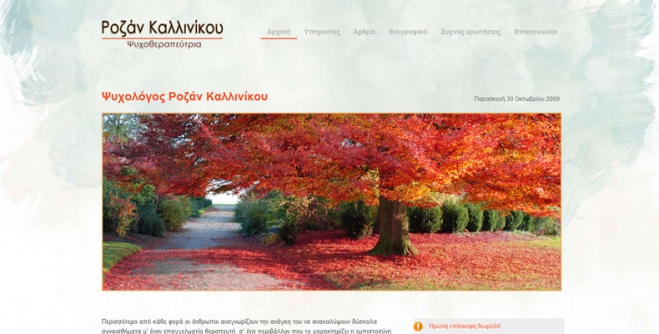 Ροζάν Καλλινίκου
Ψυχοθεραπεύτρια
Αρχική Υπηρεσίες Άρθρα Βιογραφικό Συχνές ερωτήσεις Επικοινωνία
Ψυχολόγος Ροζάν Καλλινίκου
Παρασκευή 30 Οκτωβρίου 2009
Περισσότερο από κάθε φορά οι άνθρωποι αναγνωρίζουν την ανάγκη του να ανακαλύψουν δύσκολα
συναισθήματα μ' έναν επαγγελματία θεραπευτή, σ' ένα περιβάλλον που το χαρακτηρίζει η εμπιστοσύνη
Πρώτη επίσκεψη δωρεάν!